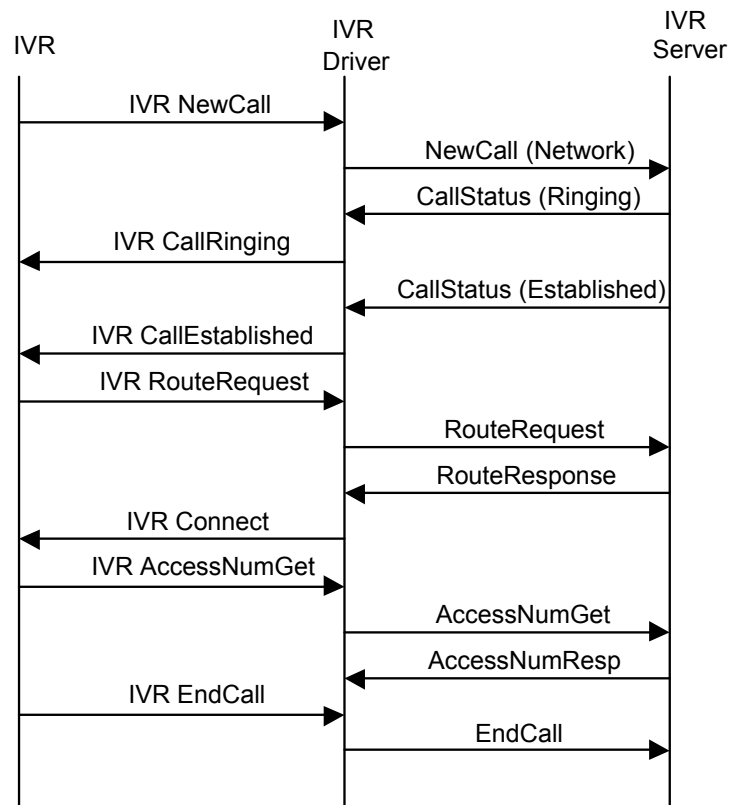 IVR
IVR
Driver
IVR
Server
IVR NewCall
NewCall (Network)
CallStatus (Ringing)
IVR CallRinging
CallStatus (Established)
IVR CallEstablished
IVR RouteRequest
RouteRequest
RouteResponse
IVR Connect
IVR AccessNumGet
AccessNumGet
AccessNumResp
IVR EndCall
EndCall